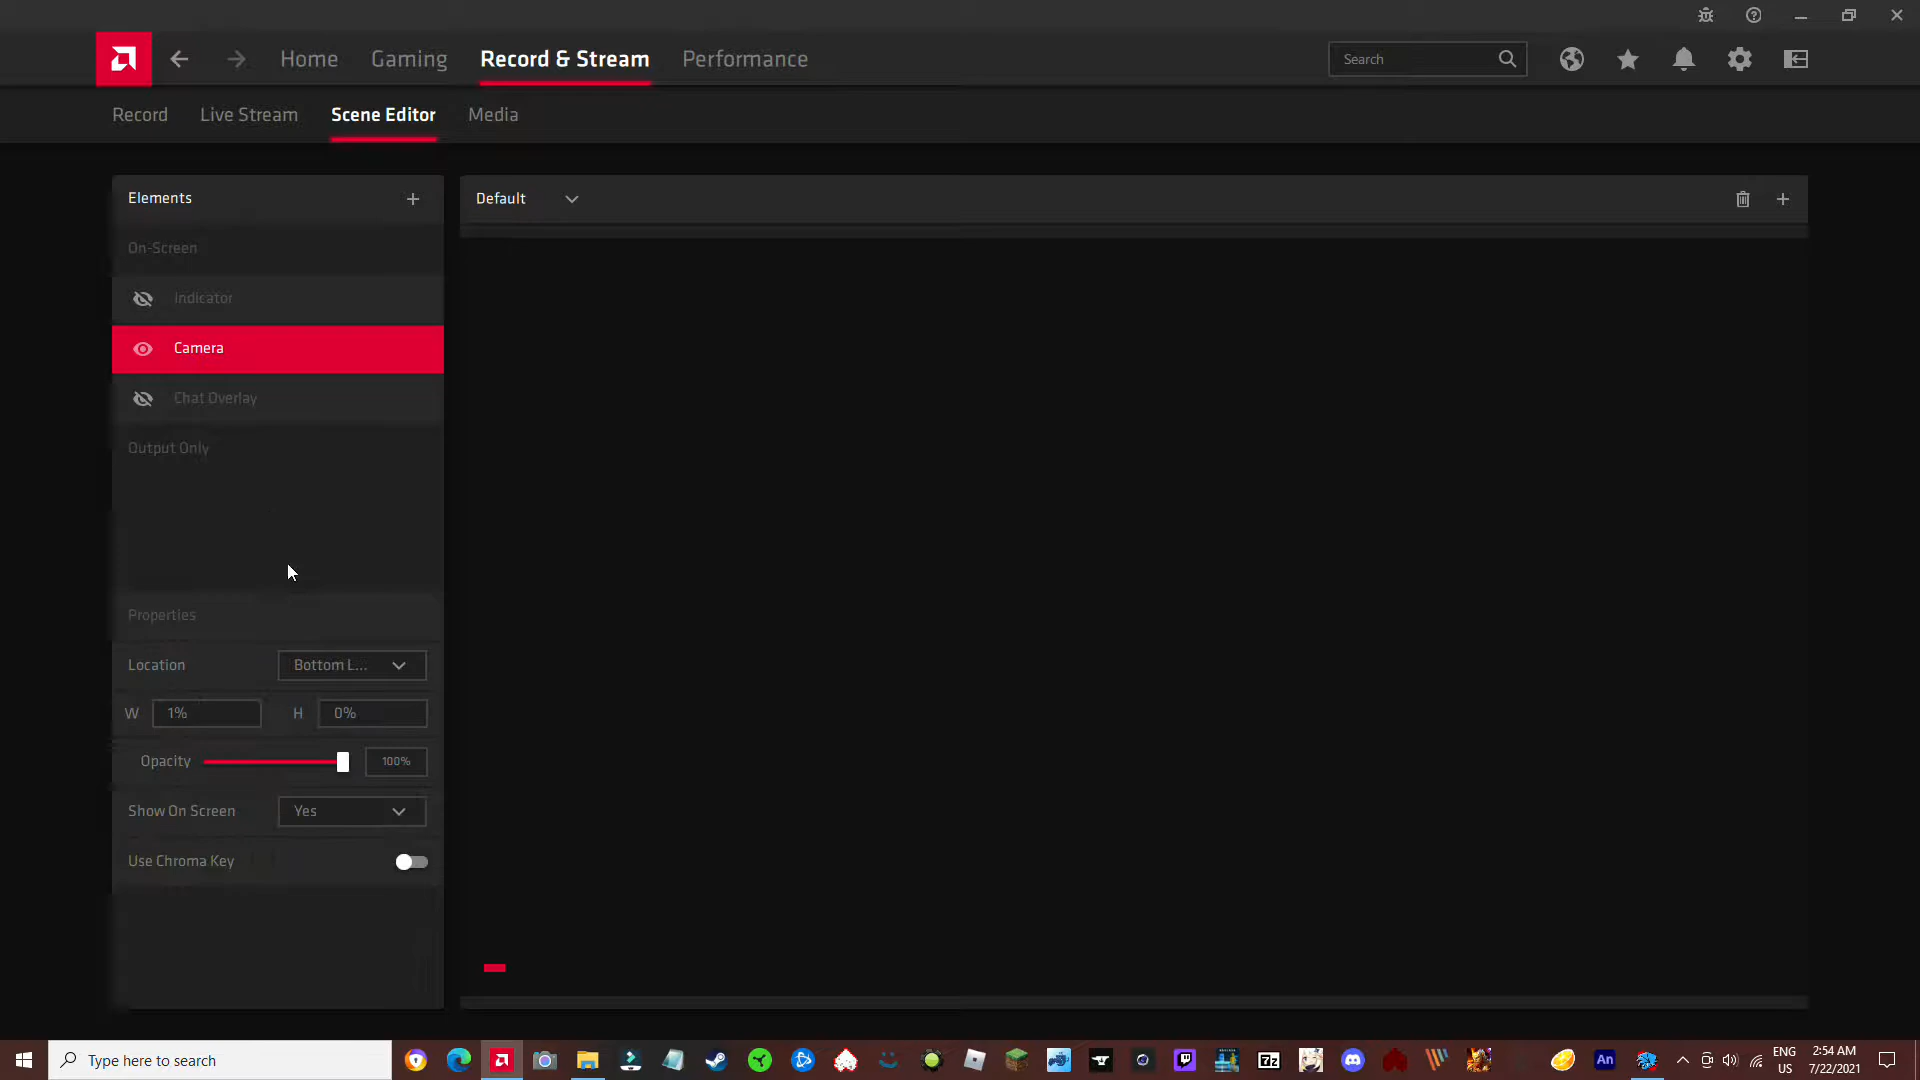 Home Gaming Record & Stream Performance
Search
Record Live Stream Scene Editor Media
Elements
Default
On-Screen
Indicator
Camera
Chat Overlay
Output Only
Properties
Location Bottom L...
W 1% H 0%
Opacity 100%
Show On Screen Yes
Use Chroma Key
Type here to search
7z
An
ENG
US
2:54 AM
7/22/2021